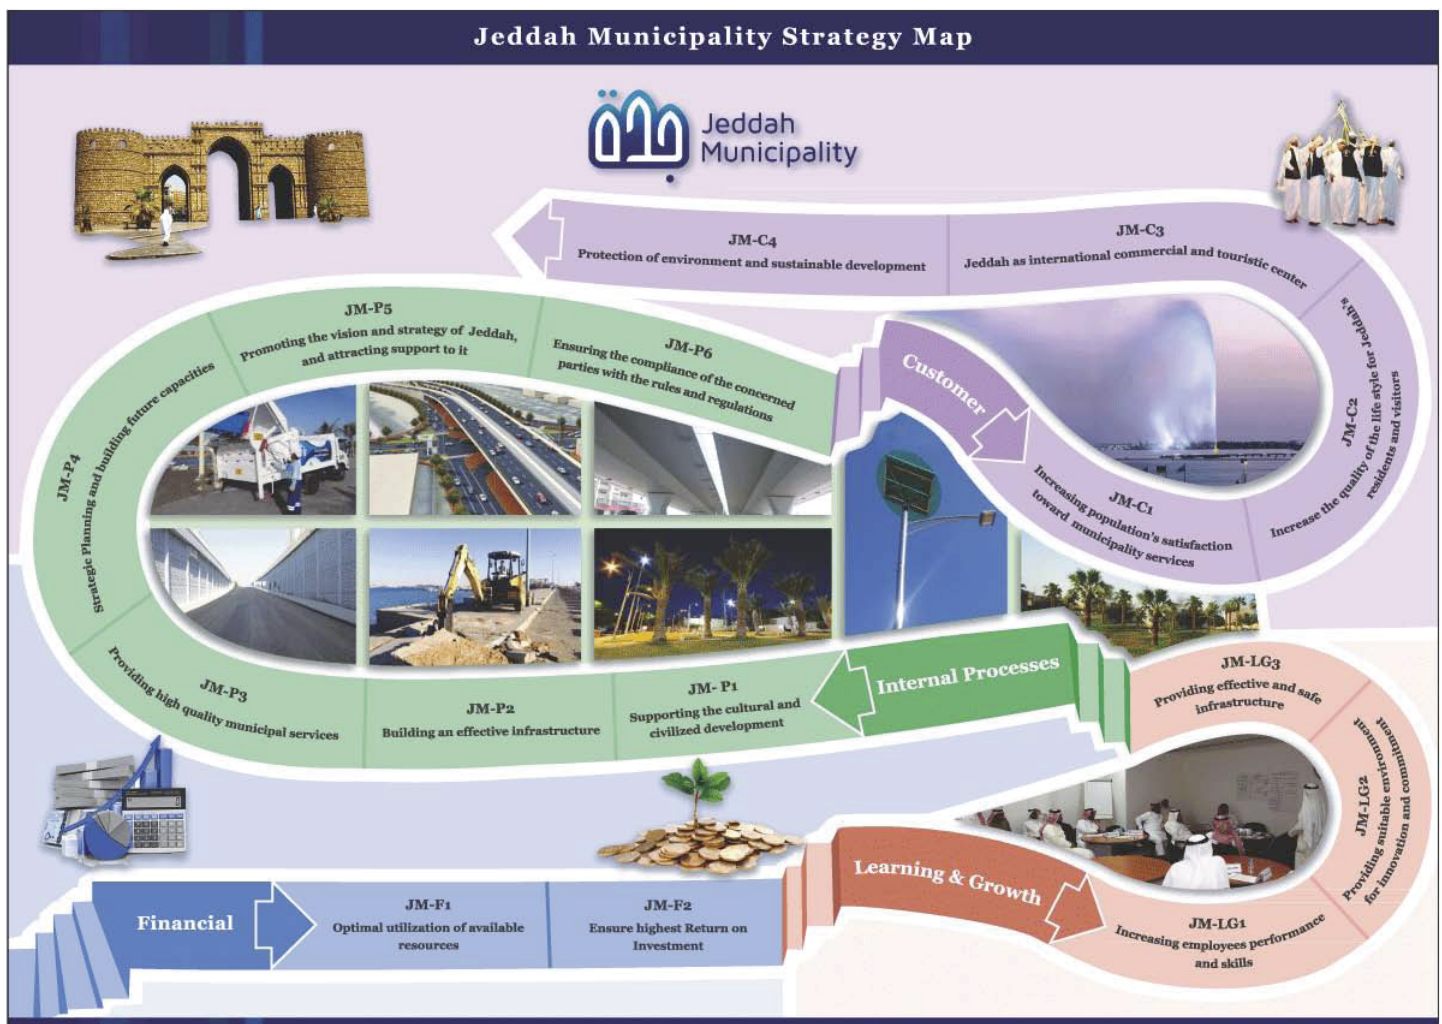 Jeddah Municipality Strategy Map
جدة
Jeddah
Municipality
JM-C4
Protection of environment and sustainable development
JM-C3
Jeddah as international commercial and touristic center
JM-C2
Increase the quality of the life style for Jeddah's
residents and visitors
JM-C1
Increasing population's satisfaction
toward municipality services
Customer
JM-P6
Ensuring the compliance of the concerned
parties with the rules and regulations
JM-P5
Promoting the vision and strategy of Jeddah,
and attracting support to it
JM-P4
Strategic Planning and building future capacities
JM-P3
Providing high quality municipal services
JM-P2
Building an effective infrastructure
JM- P1
Supporting the cultural and
civilized development
Internal Processes
JM-LG3
Providing effective and safe
infrastructure
JM-LG2
Providing suitable environment
for innovation and commitment
JM-LG1
Increasing employees performance
and skills
Learning & Growth
Financial
JM-F1
Optimal utilization of available
resources
JM-F2
Ensure highest Return on
Investment